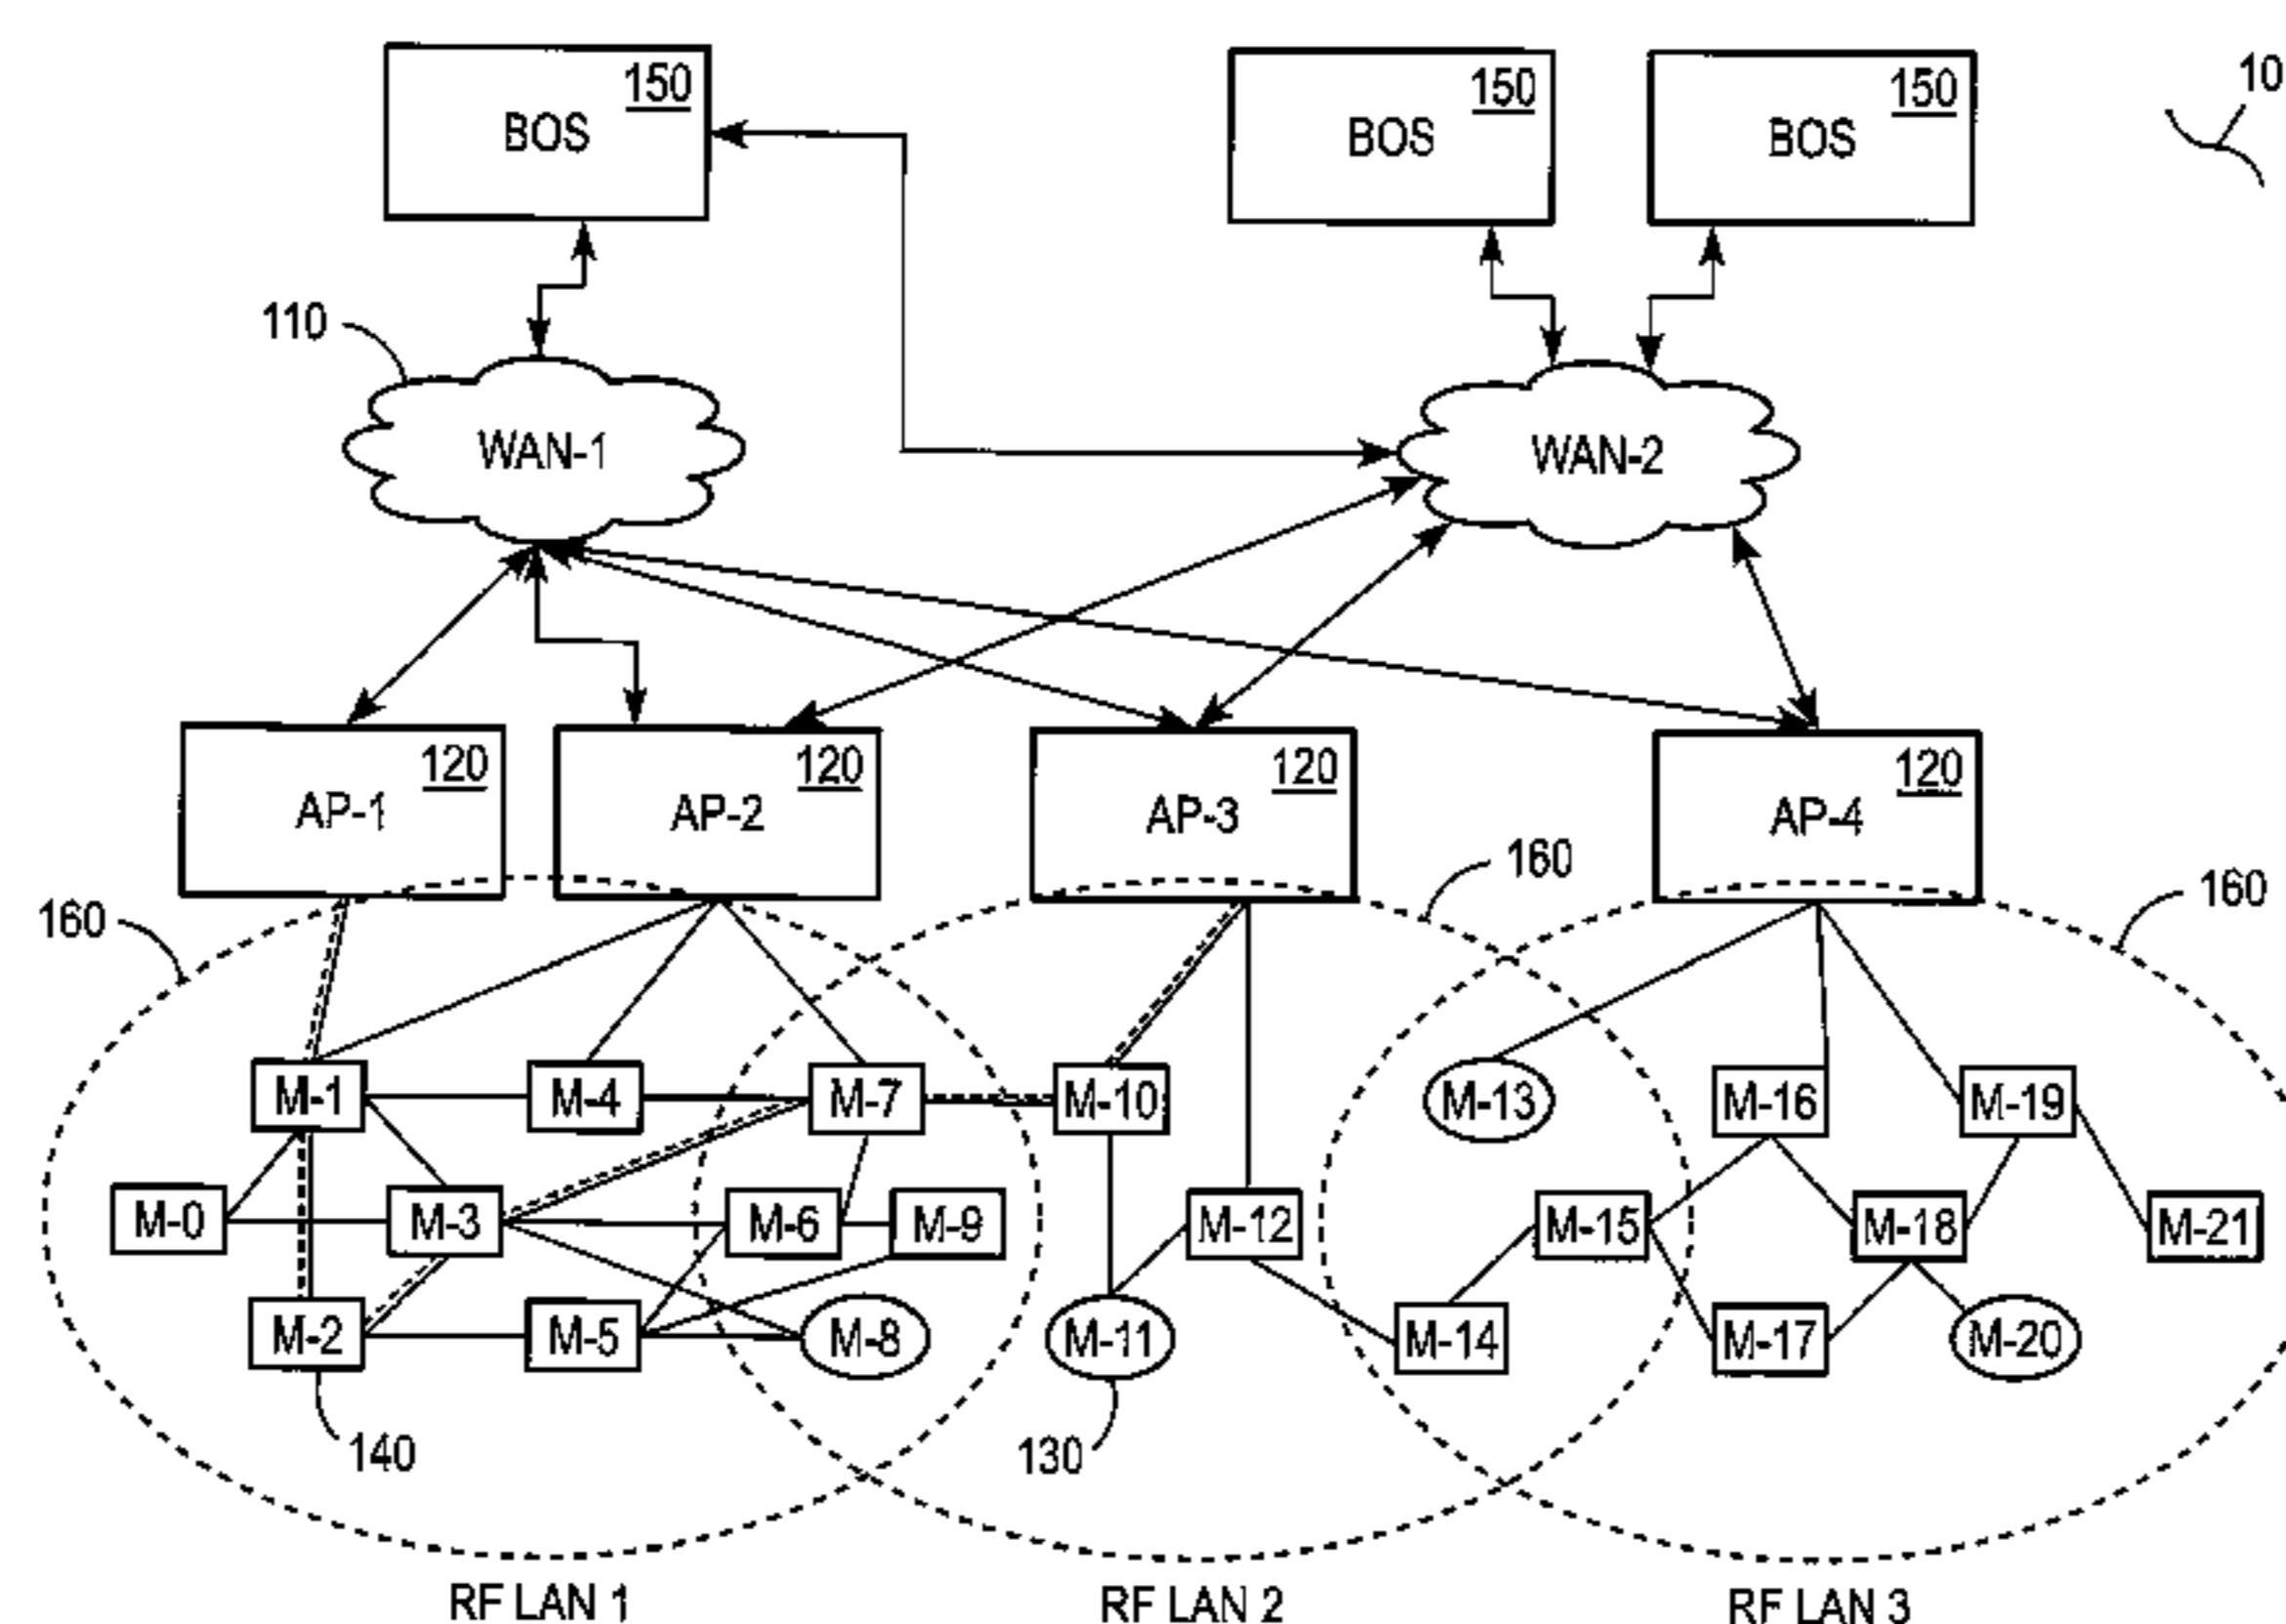 150
BOS
150
BOS
150
BOS
10
110
WAN-1
WAN-2
120
AP-1
120
AP-2
120
AP-3
120
AP-4
160
160
160
M-1
M-4
M-7
M-10
M-13
M-16
M-19
M-0
M-3
M-6
M-9
M-12
M-15
M-18
M-21
M-2
M-5
M-8
M-11
M-14
M-17
M-20
140
130
RF LAN 1
RF LAN 2
RF LAN 3